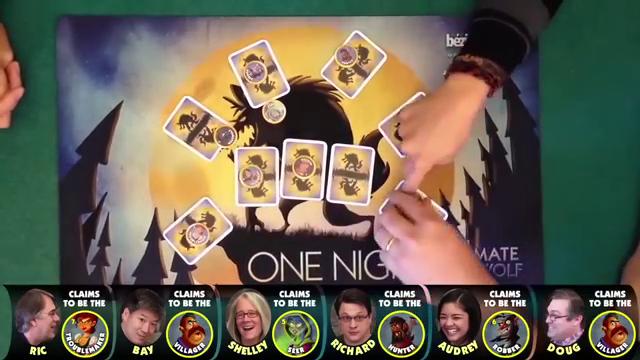 bézi
ONE NIG
MATE
WOLF
CLAIMS TO BE THE
TROUBLEMAKER
RIC
CLAIMS TO BE THE
VILLAGER
BAY
CLAIMS TO BE THE
SEER
SHELLEY
CLAIMS TO BE THE
HUNTER
RICHARD
CLAIMS TO BE THE
ROBBER
AUDREY
CLAIMS TO BE THE
VILLAGER
DOUG